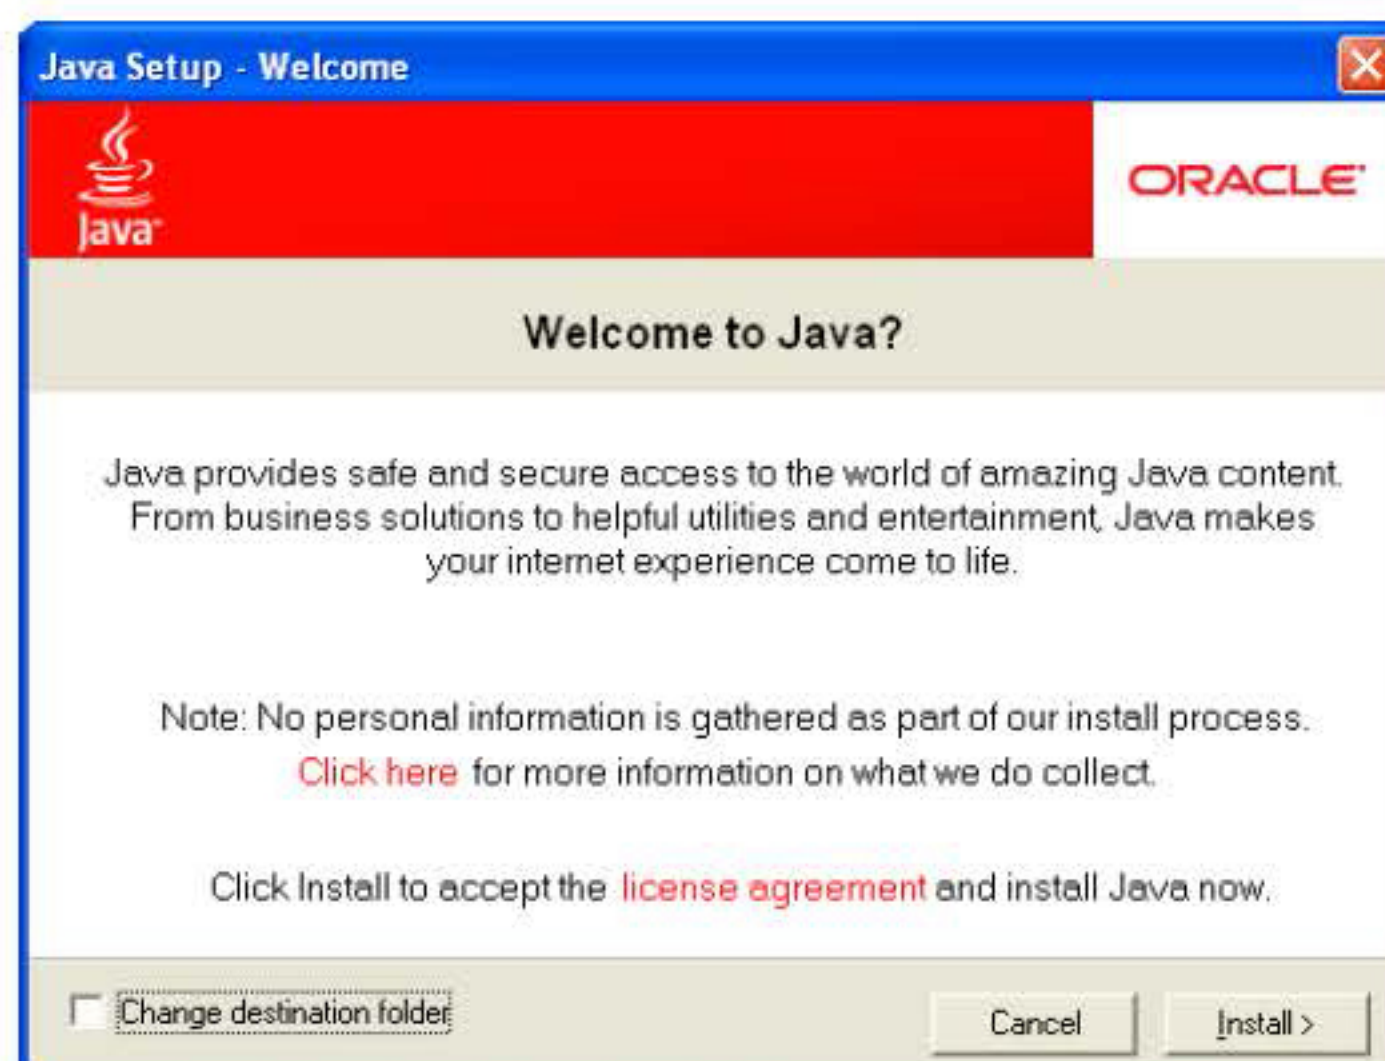 Java Setup - Welcome
Java
ORACLE
Welcome to Java?
Java provides safe and secure access to the world of amazing Java content.
From business solutions to helpful utilities and entertainment, Java makes
your internet experience come to life.
Note: No personal information is gathered as part of our install process.
Click here for more information on what we do collect.
Click Install to accept the license agreement and install Java now.
Change destination folder
Cancel
Install >